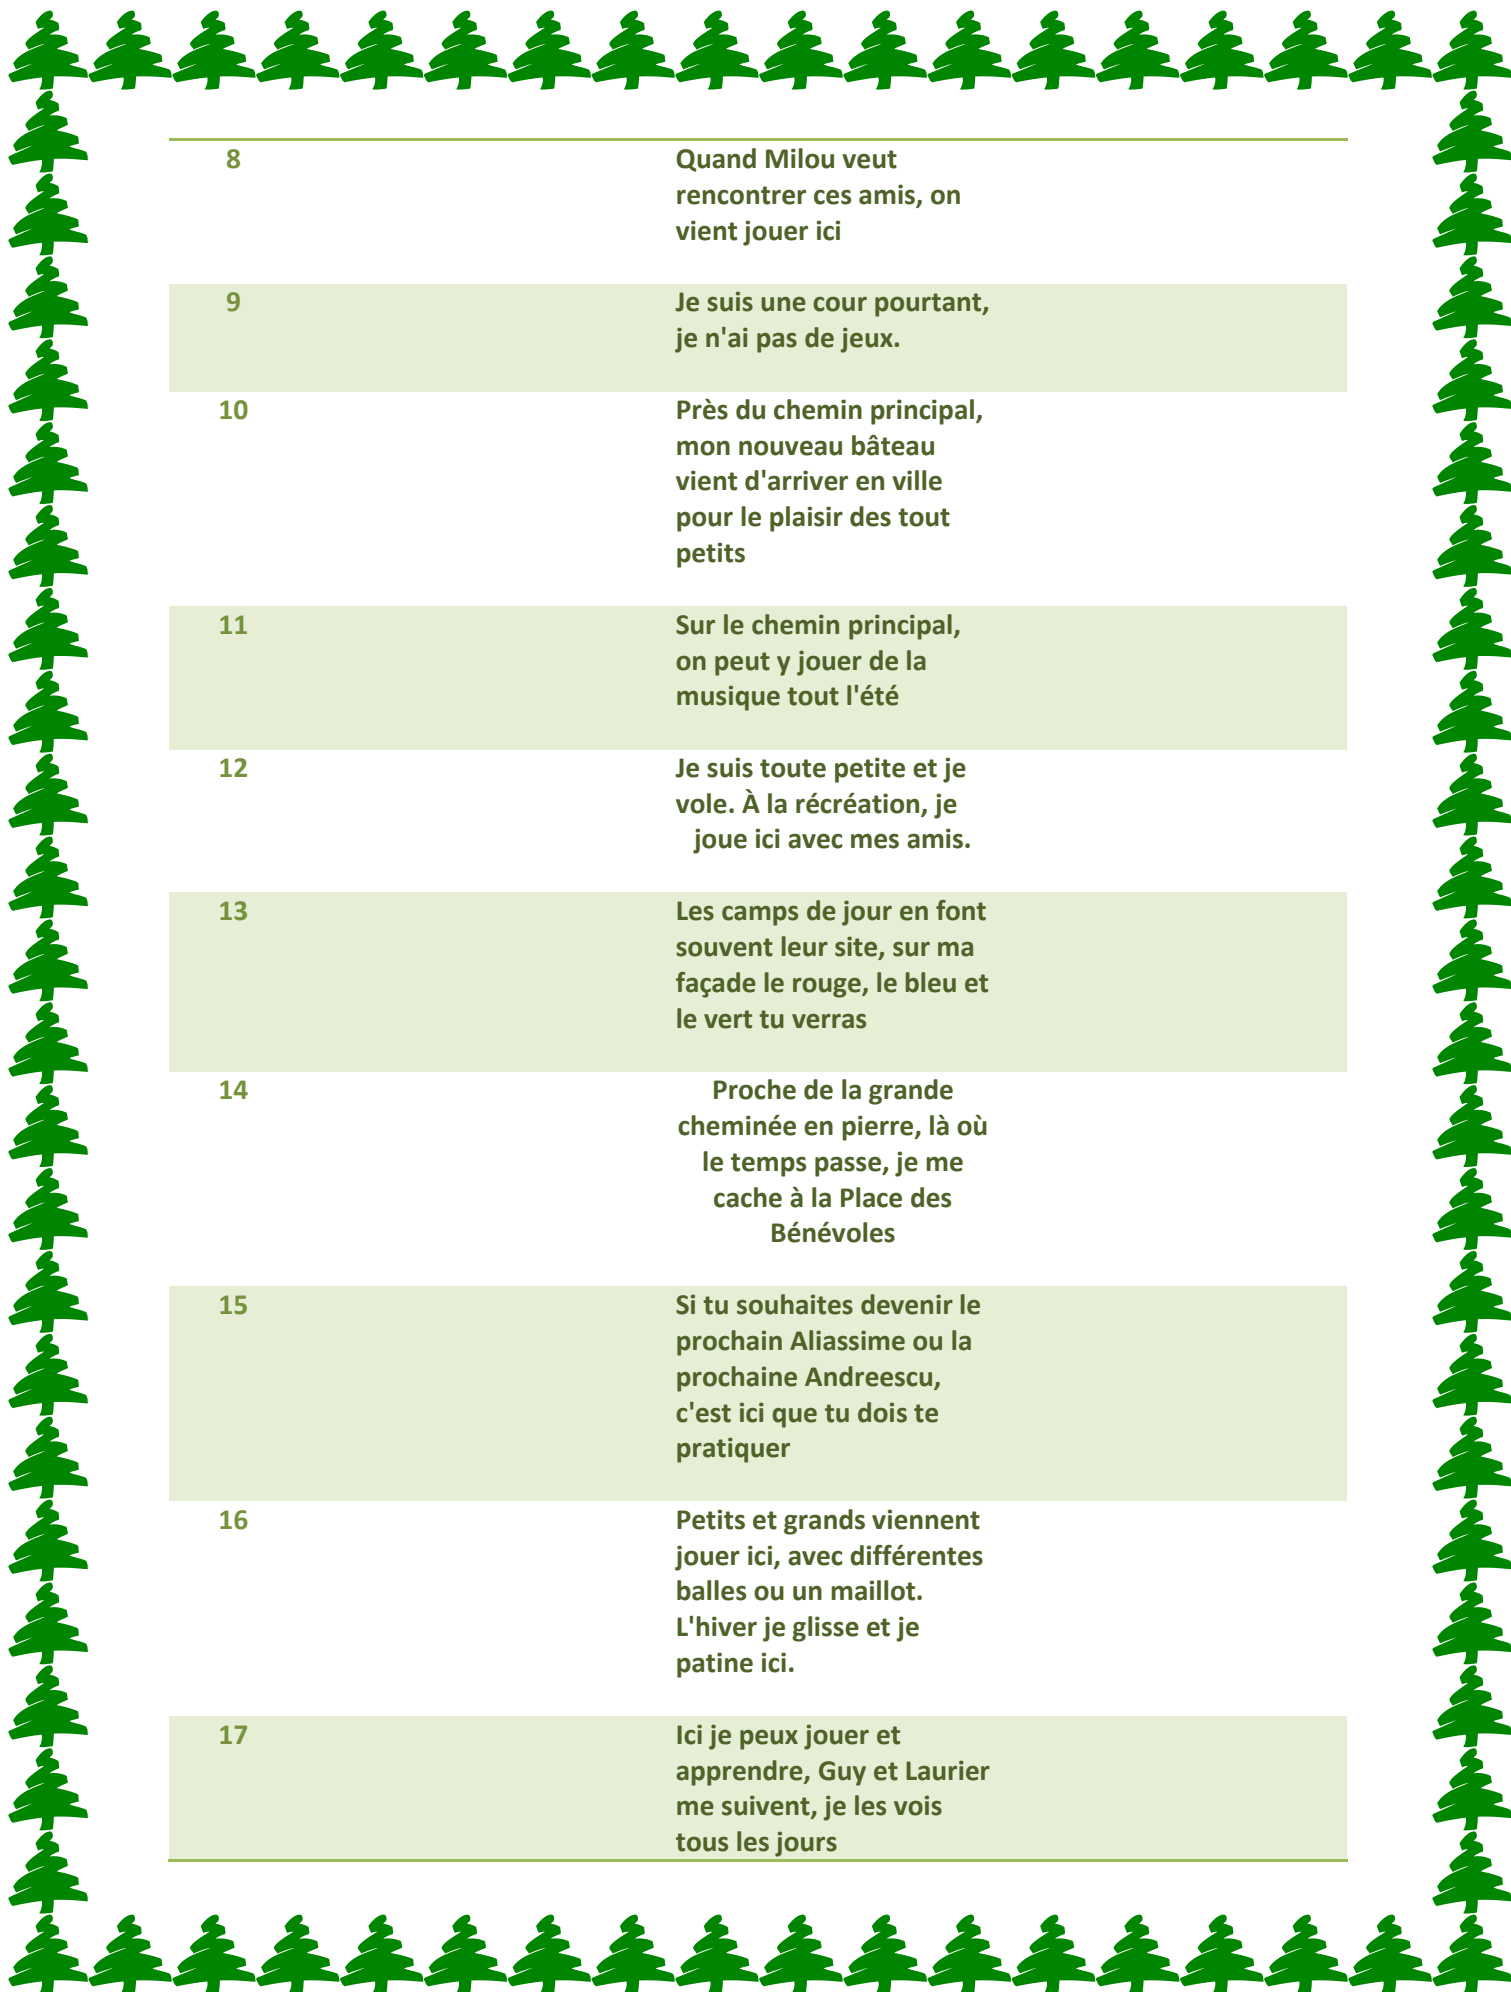 8 Quand Milou veut
rencontrer ces amis, on
vient jouer ici
9 Je suis une cour pourtant,
je n'ai pas de jeux.
10 Près du chemin principal,
mon nouveau bâteau
vient d'arriver en ville
pour le plaisir des tout
petits
11 Sur le chemin principal,
on peut y jouer de la
musique tout l'été
12 Je suis toute petite et je
vole. À la récréation, je
joue ici avec mes amis.
13 Les camps de jour en font
souvent leur site, sur ma
façade le rouge, le bleu et
le vert tu verras
14 Proche de la grande
cheminée en pierre, là où
le temps passe, je me
cache à la Place des
Bénévoles
15 Si tu souhaites devenir le
prochain Aliassime ou la
prochaine Andreescu,
c'est ici que tu dois te
pratiquer
16 Petits et grands viennent
jouer ici, avec différentes
balles ou un maillot.
L'hiver je glisse et je
patine ici.
17 Ici je peux jouer et
apprendre, Guy et Laurier
me suivent, je les vois
tous les jours